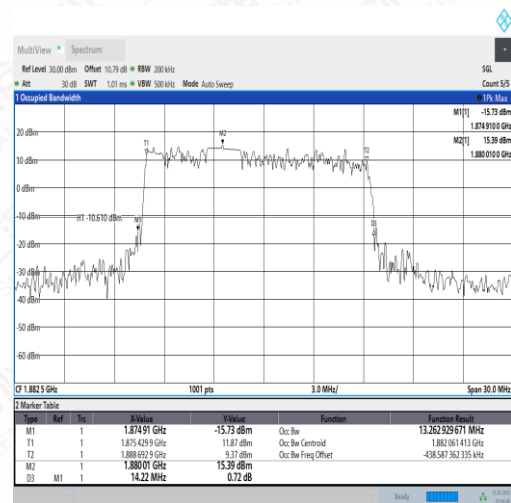 MultiView Spectrum
Ref Level 30.00 dBm Offset 10.79 dB RBW 200 kHz SGL
Att 30 dB SWT 1.01 ms VBW 500 kHz Mode Auto Sweep Count 5/5
1 Occupied Bandwidth 1Pk Max
M1[1] -15.73 dBm
1.874 910 0 GHz
M2[1] 15.39 dBm
1.880 010 0 GHz
20 dBm
T1 M2 T2
10 dBm
0 dBm
-10 dBm
H1 -10.610 dBm M1
D3
-20 dBm
-30 dBm
-40 dBm
-50 dBm
-60 dBm
CF 1.882 5 GHz 1001 pts 3.0 MHz/ Span 30.0 MHz
2 Marker Table
Type Ref Trc X-Value Y-Value Function Function Result
M1 1 1.874 91 GHz -15.73 dBm Occ Bw 13.262 929 671 MHz
T1 1 1.875 429 9 GHz 11.87 dBm Occ Bw Centroid 1.882 061 413 GHz
T2 1 1.888 692 9 GHz 9.37 dBm Occ Bw Freq Offset -438.587 362 335 kHz
M2 1 1.880 01 GHz 15.39 dBm
D3 M1 1 14.22 MHz 0.72 dB
Ready